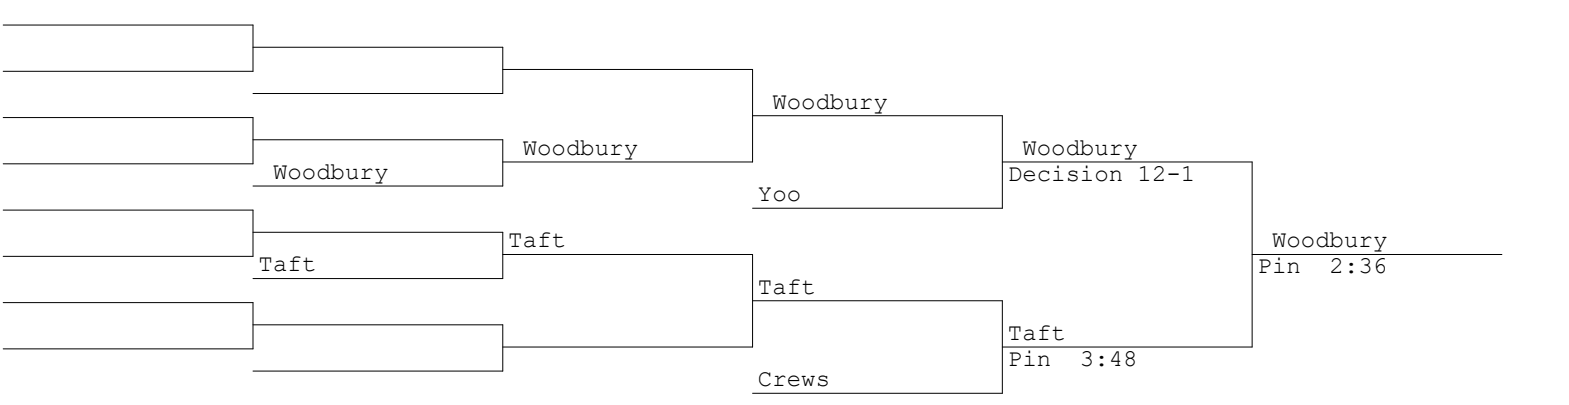 Woodbury
Woodbury
Woodbury
Woodbury
Decision 12-1
Yoo
Taft
Woodbury
Taft
Pin 2:36
Taft
Taft
Pin 3:48
Crews